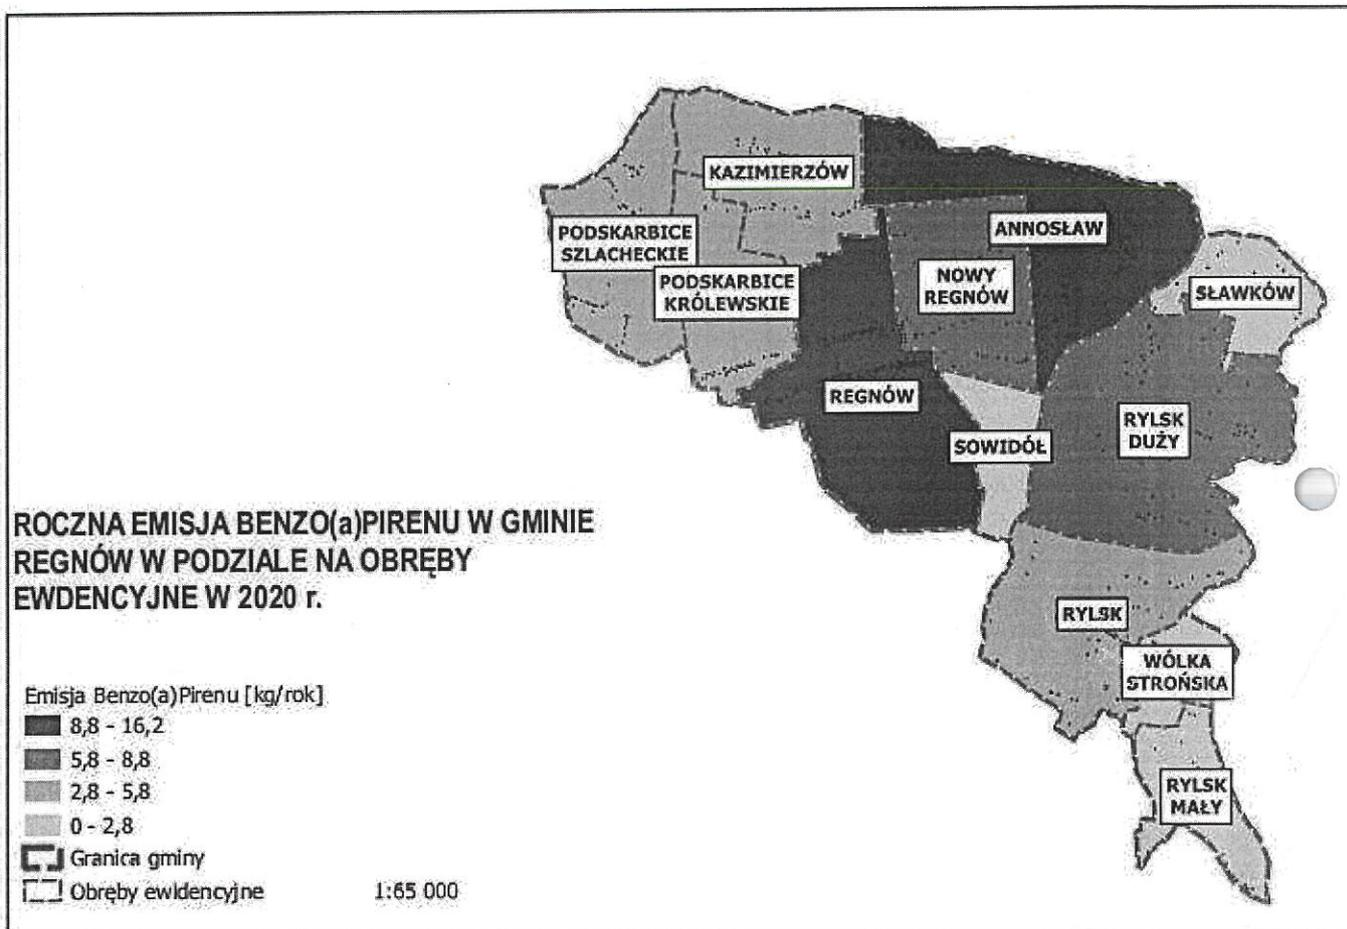 KAZIMIERZÓW
ANNOSŁAW
PODSKARBICE
SZLACHECKIE
PODSKARBICE
KRÓLEWSKIE
NOWY
REGNÓW
SŁAWKÓW
REGNÓW
SOWIDÓŁ
RYLSK
DUŻY
ROCZNA EMISJA BENZO(a)PIRENU W GMINIE
REGNÓW W PODZIALE NA OBRĘBY
EWDENCYJNE W 2020 r.
RYLSK
WÓLKA
STROŃSKA
RYLSK
MAŁY
Emisja Benzo(a)Pirenu [kg/rok]
8,8 - 16,2
5,8 - 8,8
2,8 - 5,8
0 - 2,8
Granica gminy
Obręby ewidencyjne
1:65 000